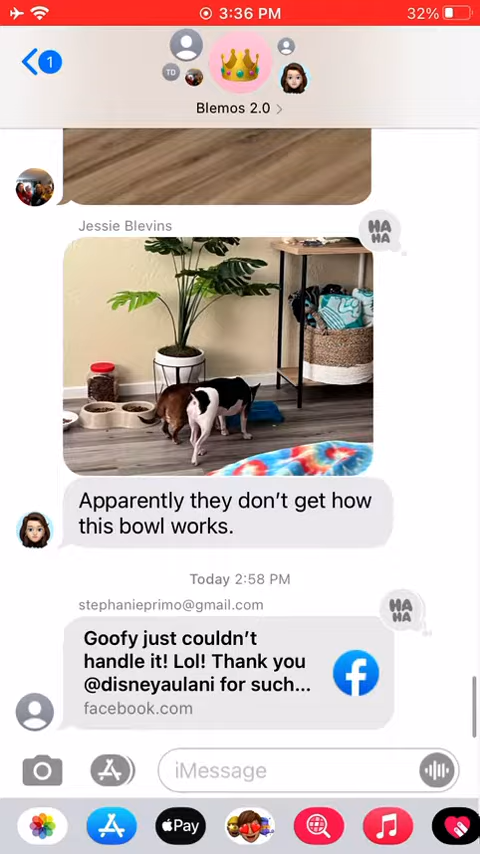 3:36 PM
32%
1
TD
Blemos 2.0
Jessie Blevins
HA
HA
Apparently they don't get how
this bowl works.
Today 2:58 PM
stephanieprimo@gmail.com
HA
HA
Goofy just couldn't
handle it! Lol! Thank you
@disneyaulani for such...
facebook.com
iMessage
Pay